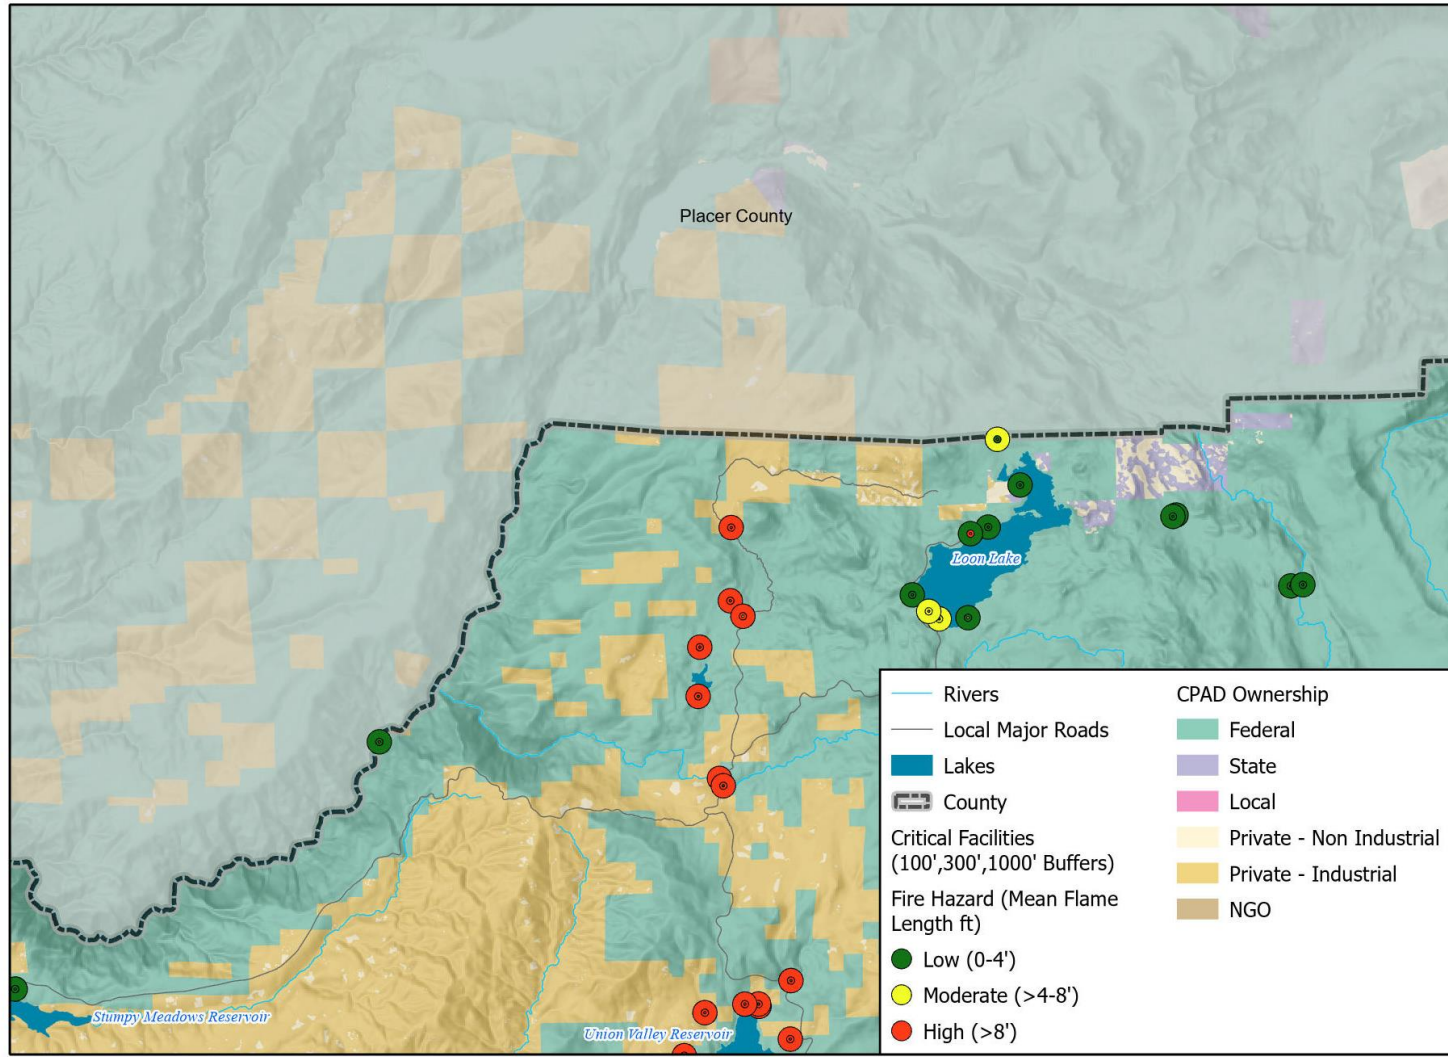 Placer County
Loon Lake
Stumpy Meadows Reservoir
Union Valley Reservoir
Rivers
Local Major Roads
Lakes
County
Critical Facilities
(100',300',1000' Buffers)
Fire Hazard (Mean Flame
Length ft)
Low (0-4')
Moderate (>4-8')
High (>8')
CPAD Ownership
Federal
State
Local
Private - Non Industrial
Private - Industrial
NGO